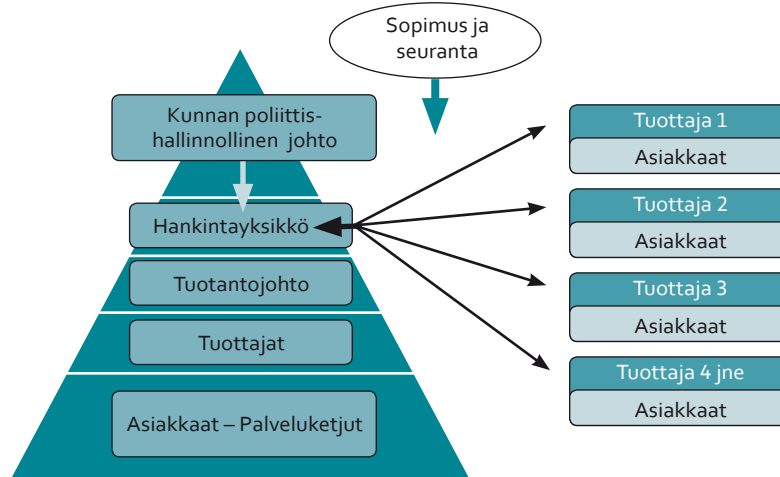 Sopimus ja
seuranta
Kunnan poliittis-
hallinnollinen johto
Hankintayksikkö
Tuotantojohto
Tuottajat
Asiakkaat – Palveluketjut
Tuottaja 1
Asiakkaat
Tuottaja 2
Asiakkaat
Tuottaja 3
Asiakkaat
Tuottaja 4 jne
Asiakkaat